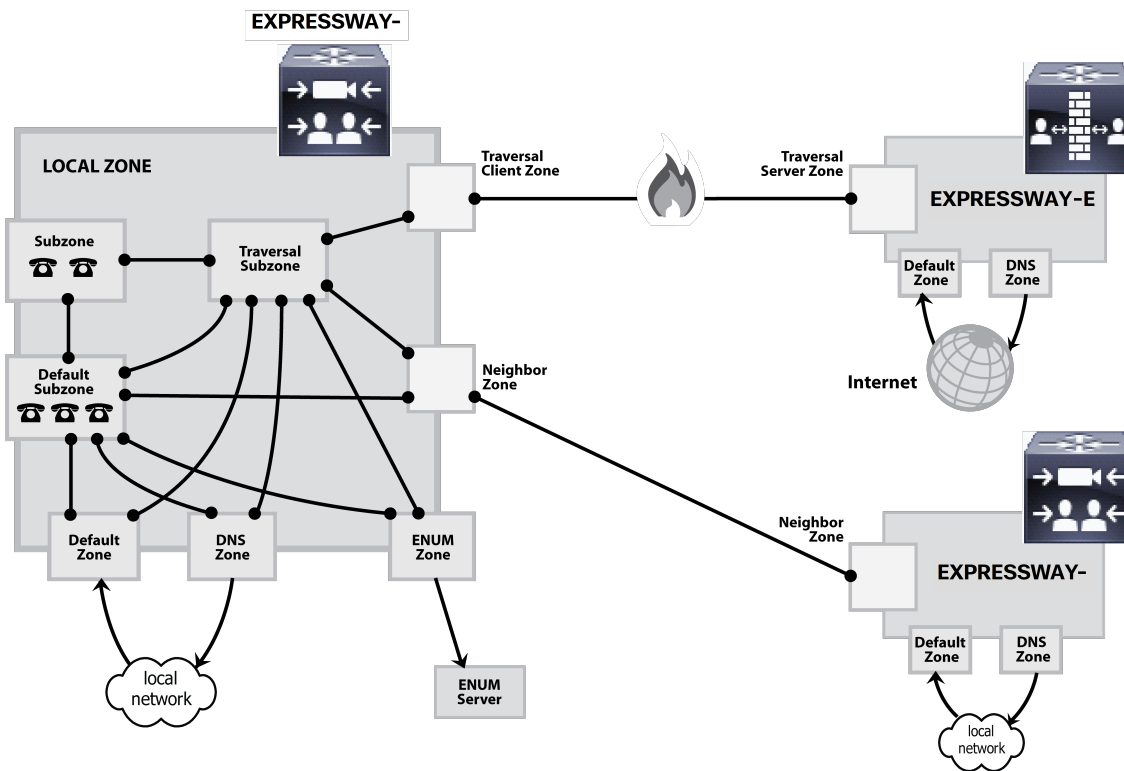 EXPRESSWAY-
LOCAL ZONE
Traversal
Client Zone
Traversal
Server Zone
EXPRESSWAY-E
Subzone
Traversal
Subzone
Default
Zone
DNS
Zone
Internet
Default
Subzone
Neighbor
Zone
Neighbor
Zone
EXPRESSWAY-
Default
Zone
DNS
Zone
ENUM
Zone
Default
Zone
DNS
Zone
local
network
ENUM
Server
local
network